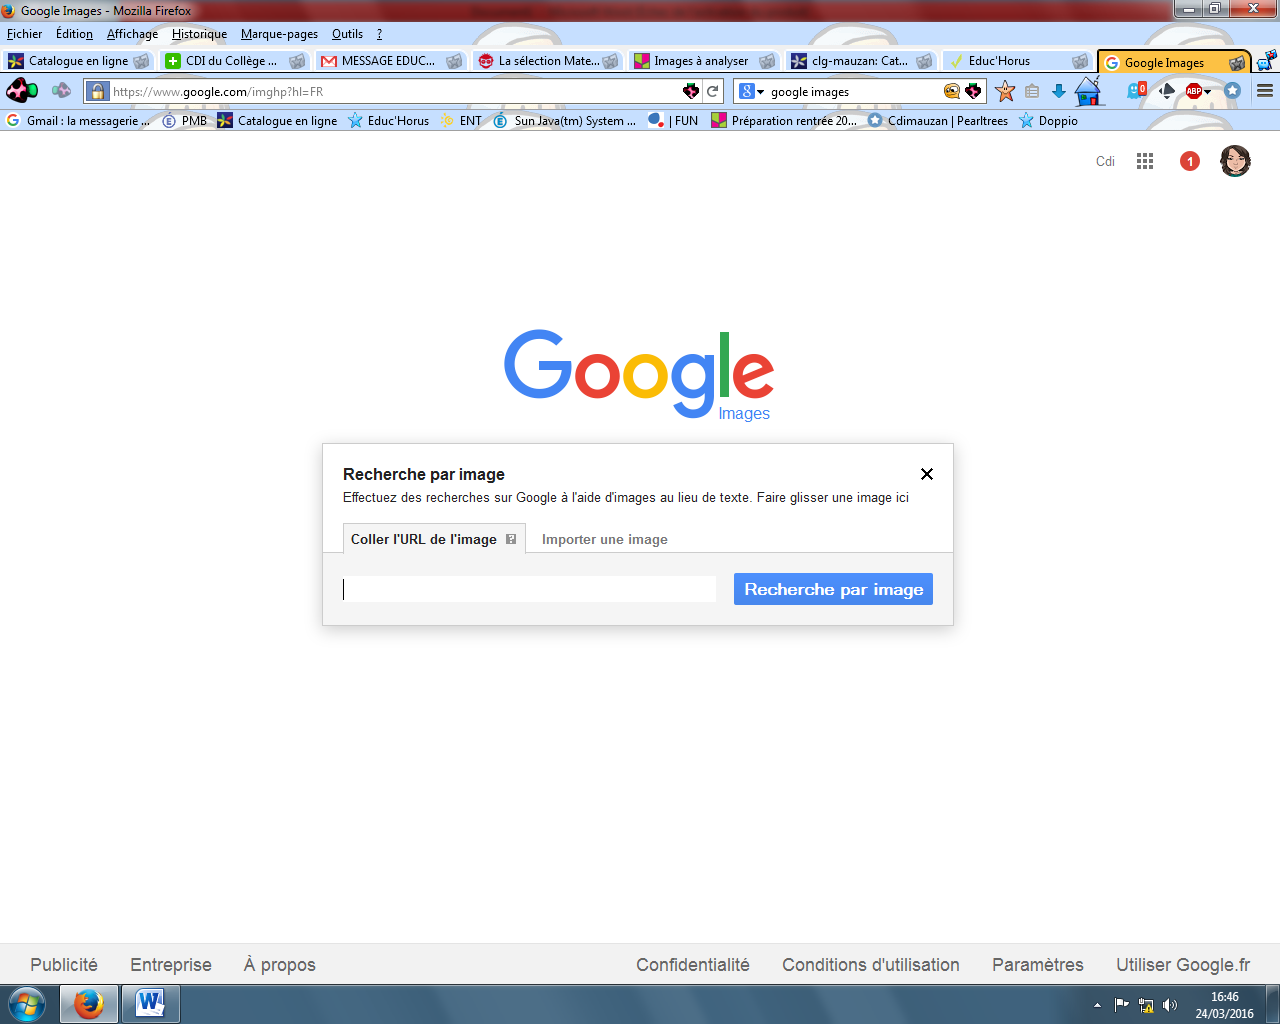 Google Images - Mozilla Firefox
Fichier Édition Affichage Historique Marque-pages Outils ?
Catalogue en ligne CDI du Collège ... MESSAGE EDUC... La sélection Mate... Images à analyser clg-mauzan: Cat... Educ'Horus Google Images
https://www.google.com/imghp?hl=FR google images 0 ABP
Gmail : la messagerie ... PMB Catalogue en ligne Educ'Horus ENT Sun Java(tm) System ... | FUN Préparation rentrée 20... Cdimauzan | Pearltrees Doppio
Cdi 1
Google
Images
Recherche par image
Effectuez des recherches sur Google à l'aide d'images au lieu de texte. Faire glisser une image ici
Coller l'URL de l'image ? Importer une image
Recherche par image
Publicité Entreprise À propos Confidentialité Conditions d'utilisation Paramètres Utiliser Google.fr
16:46
24/03/2016